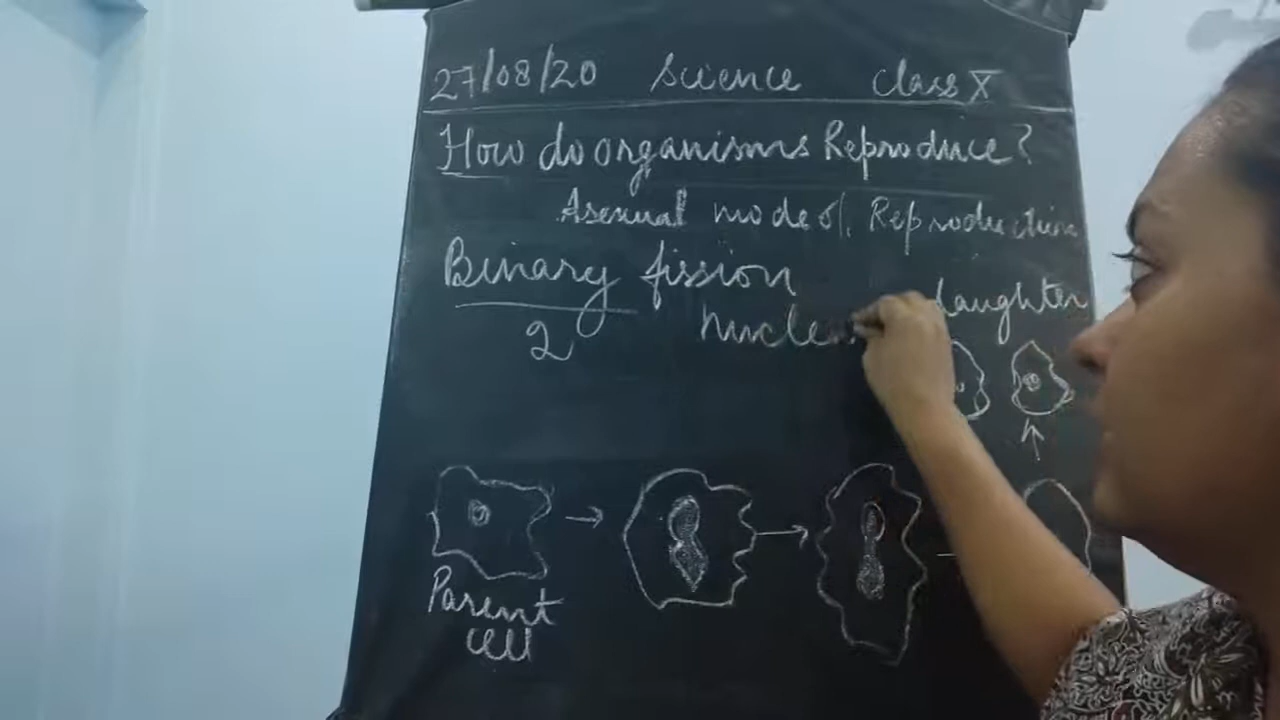 27/08/20 Science Class X
How do organisms Reproduce?
Asexual mode of Reproduction
Binary fission
daughter
2
Parent
cell